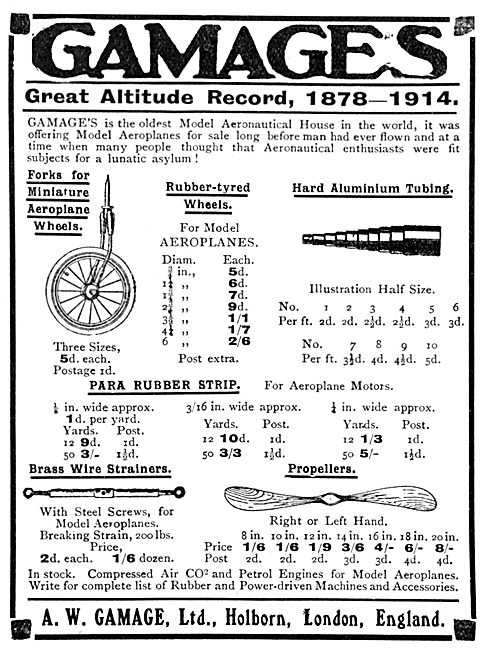 GAMAGES
Great Altitude Record, 1878—1914.
GAMAGE'S is the oldest Model Aeronautical House in the world, it was
offering Model Aeroplanes for sale long before man had ever flown and at a
time when many people thought that Aeronautical enthusiasts were fit
subjects for a lunatic asylum !
Forks for
Miniature
Aeroplane
Wheels.
Three Sizes,
5d. each.
Postage 1d.
Rubber-tyred
Wheels.
For Model
AEROPLANES.
Diam. Each.
in., 5d.
,, 6d.
,, 7d.
,, 9d.
,, 1/1
,, 1/7
6 ,, 2/6
Post extra.
Hard Aluminium Tubing.
Illustration Half Size.
No. 1 2 3 4 5 6
Per ft. 2d. 2d. 2½d. 2½d. 3d. 3d.
No. 7 8 9 10
Per ft. 3½d. 4d. 4½d. 5d.
PARA RUBBER STRIP. For Aeroplane Motors.
in. wide approx.
1d. per yard.
Yards. Post.
12 9d. 1d.
50 3/- 1½d.
3/16 in. wide approx.
Yards. Post.
12 10d. 1d.
50 3/3 1½d.
¼ in. wide approx.
Yards. Post.
12 1/3 1d.
50 5/- 1½d.
Brass Wire Strainers.
With Steel Screws, for
Model Aeroplanes.
Breaking Strain, 200 lbs.
Price,
2d. each. 1/6 dozen.
Propellers.
Right or Left Hand.
8 in. 10 in. 12 in. 14 in. 16 in. 18 in. 20 in.
Price 1/6 1/6 1/9 3/6 4/- 6/- 8/-
Post 2d. 2d. 2d. 3d. 3d. 4d. 4d.
In stock. Compressed Air CO² and Petrol Engines for Model Aeroplanes.
Write for complete list of Rubber and Power-driven Machines and Accessories.
A. W. GAMAGE, Ltd., Holborn, London, England.